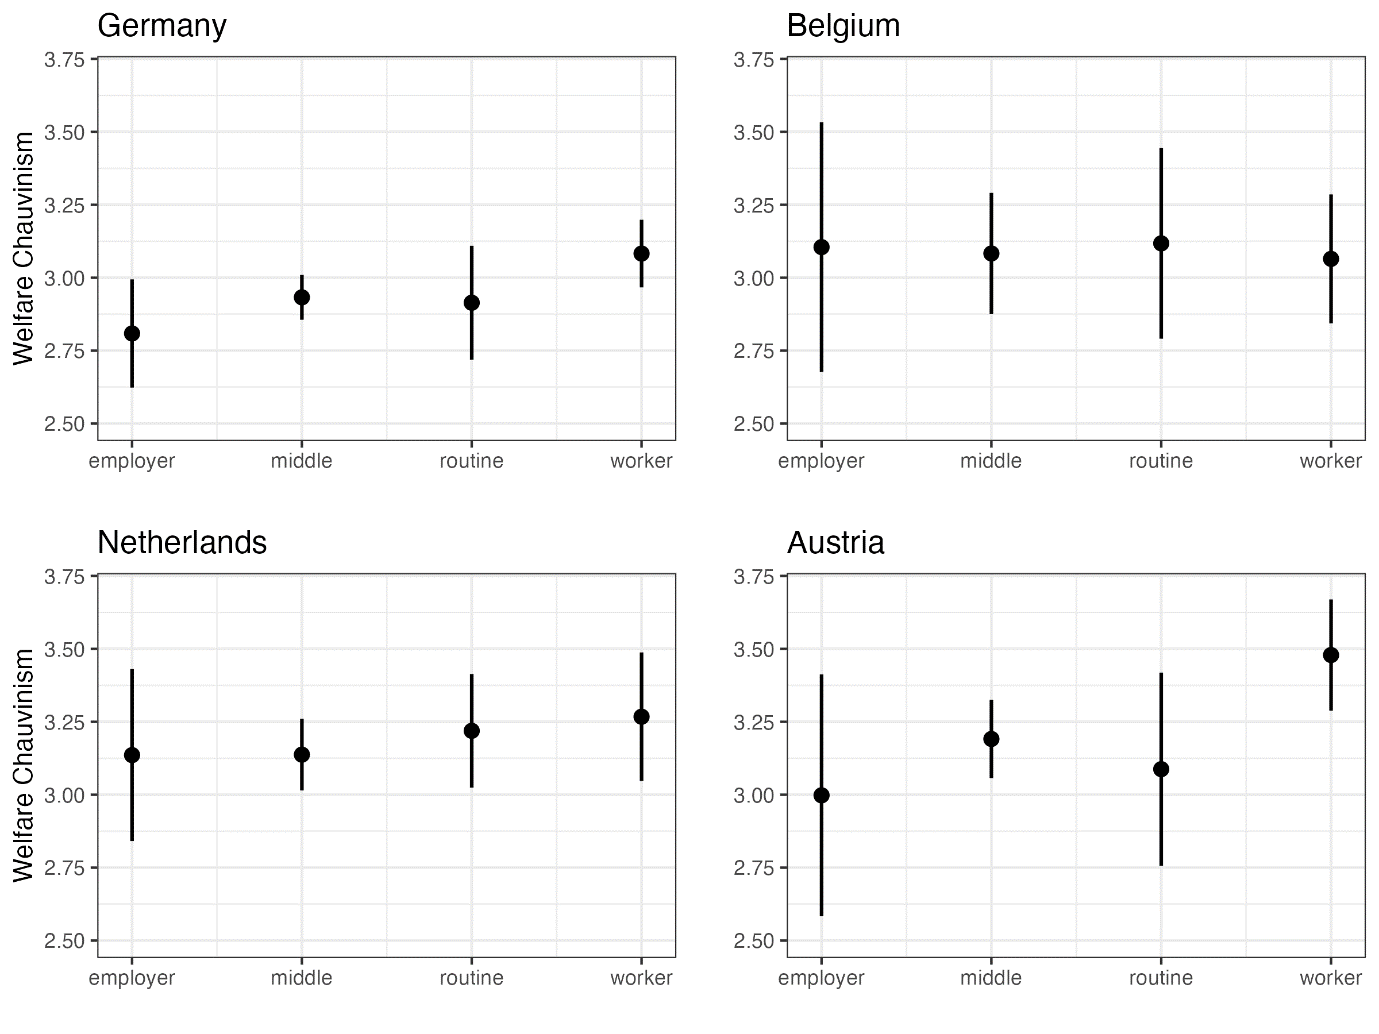 Germany
Welfare Chauvinism
3.75
3.50
3.25
3.00
2.75
2.50
employer middle routine worker
Belgium
3.75
3.50
3.25
3.00
2.75
2.50
employer middle routine worker
Netherlands
Welfare Chauvinism
3.75
3.50
3.25
3.00
2.75
2.50
employer middle routine worker
Austria
3.75
3.50
3.25
3.00
2.75
2.50
employer middle routine worker